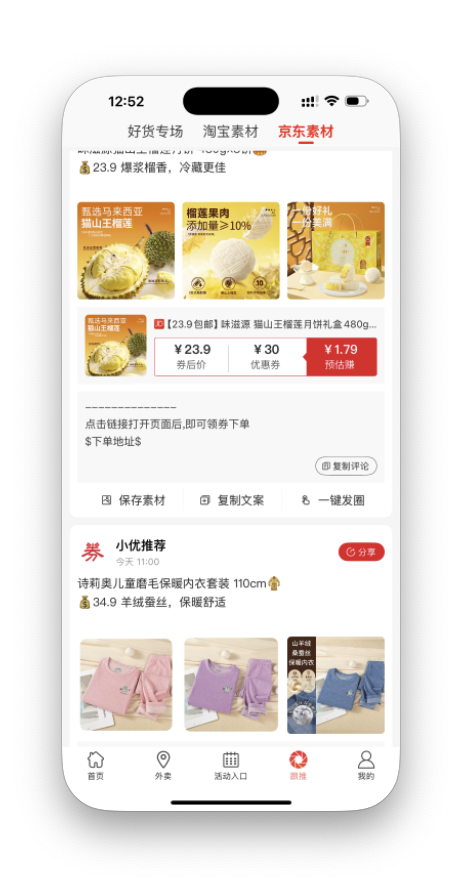 12:52
好货专场 淘宝素材 京东素材
💰23.9 爆浆榴香，冷藏更佳
甄选马来西亚
猫山王榴莲
榴莲果肉
添加量≥10%
一份好礼
一份美满
甄选马来西亚
猫山王榴莲
JD【23.9包邮】味滋源 猫山王榴莲月饼礼盒480g...
¥23.9 ¥30 ¥1.79
券后价 优惠券 预估赚
--------------
点击链接打开页面后,即可领券下单
$下单地址$
复制评论
保存素材 复制文案 一键发圈
券
小优推荐
今天 11:00
分享
诗莉奥儿童磨毛保暖内衣套装 110cm
💰34.9 羊绒蚕丝，保暖舒适
山羊绒
桑蚕丝
保暖内衣
首页 外卖 活动入口 跟推 我的